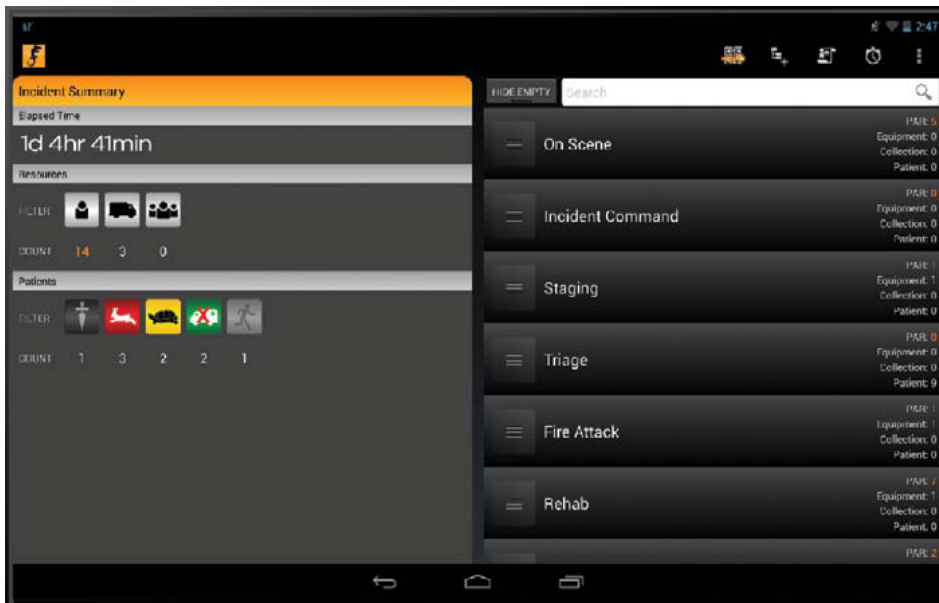 2:47
Incident Summary
Elapsed Time
1d 4hr 41min
Resources
FILTER
COUNT 14 3 0
Patients
FILTER
COUNT 1 3 2 2 1
HIDE EMPTY Search
On Scene
PAR: 5
Equipment: 0
Collection: 0
Patient: 0
Incident Command
PAR: 0
Equipment: 0
Collection: 0
Patient: 0
Staging
PAR: 1
Equipment: 1
Collection: 0
Patient: 0
Triage
PAR: 0
Equipment: 0
Collection: 0
Patient: 9
Fire Attack
PAR: 1
Equipment: 1
Collection: 0
Patient: 0
Rehab
PAR: 7
Equipment: 1
Collection: 0
Patient: 0
PAR: 2